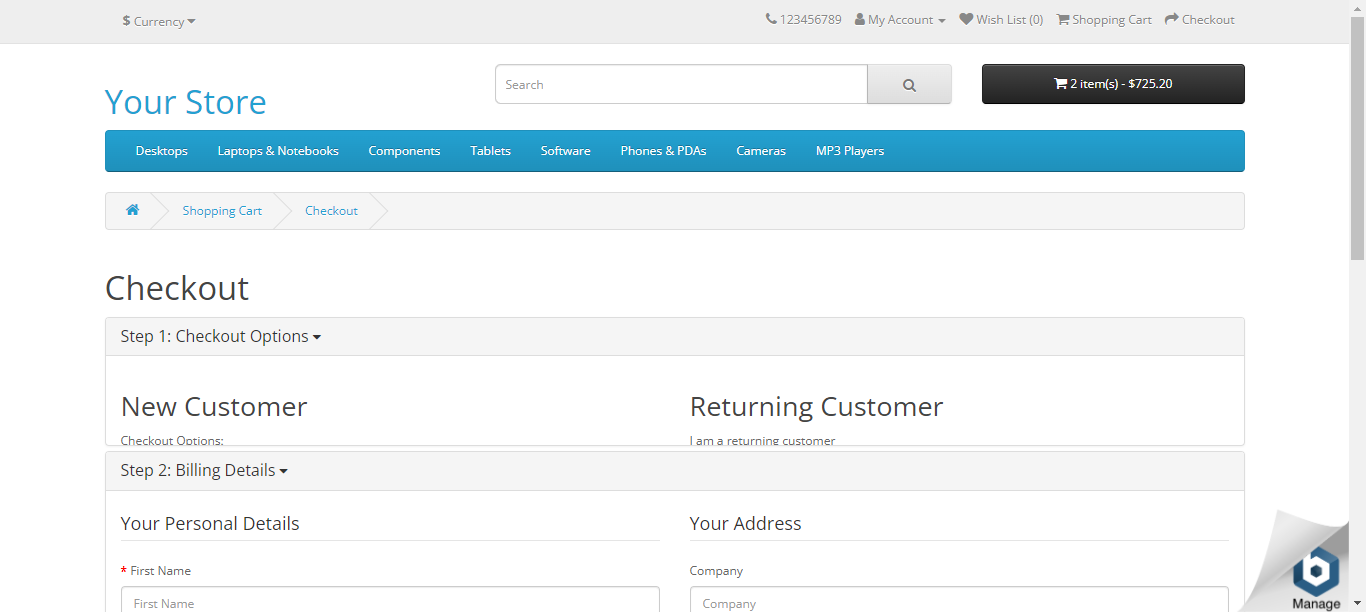 $ Currency
123456789 My Account Wish List (0) Shopping Cart Checkout
Your Store
Search
2 item(s) - $725.20
Desktops Laptops & Notebooks Components Tablets Software Phones & PDAs Cameras MP3 Players
Shopping Cart Checkout
Checkout
Step 1: Checkout Options
New Customer
Checkout Options:
Returning Customer
I am a returning customer
Step 2: Billing Details
Your Personal Details
* First Name
First Name
Your Address
Company
Company
b
Manage